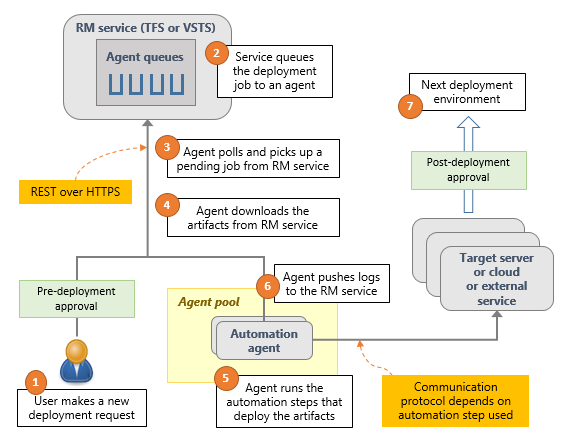 RM service (TFS or VSTS)
Agent queues
2
Service queues
the deployment
job to an agent
Next deployment
environment
7
3
Agent polls and picks up a
pending job from RM service
Post-deployment
approval
REST over HTTPS
4
Agent downloads the
artifacts from RM service
Target server
or cloud
or external
service
6
Agent pushes logs
to the RM service
Pre-deployment
approval
Agent pool
Automation
agent
1
User makes a new
deployment request
5
Agent runs the
automation steps that
deploy the artifacts
Communication
protocol depends on
automation step used